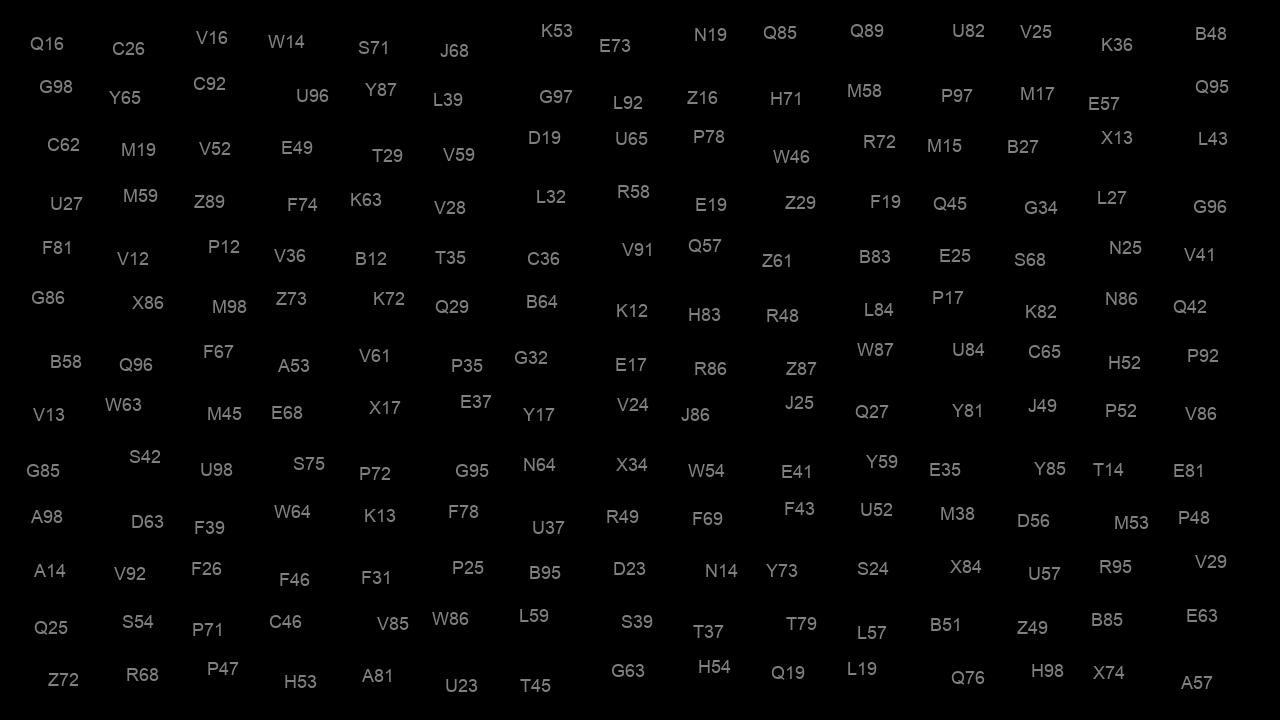 Q16 C26 V16 W14 S71 J68 K53 E73 N19 Q85 Q89 U82 V25 K36 B48
G98 Y65 C92 U96 Y87 L39 G97 L92 Z16 H71 M58 P97 M17 E57 Q95
C62 M19 V52 E49 T29 V59 D19 U65 P78 W46 R72 M15 B27 X13 L43
U27 M59 Z89 F74 K63 V28 L32 R58 E19 Z29 F19 Q45 G34 L27 G96
F81 V12 P12 V36 B12 T35 C36 V91 Q57 Z61 B83 E25 S68 N25 V41
G86 X86 M98 Z73 K72 Q29 B64 K12 H83 R48 L84 P17 K82 N86 Q42
B58 Q96 F67 A53 V61 P35 G32 E17 R86 Z87 W87 U84 C65 H52 P92
V13 W63 M45 E68 X17 E37 Y17 V24 J86 J25 Q27 Y81 J49 P52 V86
G85 S42 U98 S75 P72 G95 N64 X34 W54 E41 Y59 E35 Y85 T14 E81
A98 D63 F39 W64 K13 F78 U37 R49 F69 F43 U52 M38 D56 M53 P48
A14 V92 F26 F46 F31 P25 B95 D23 N14 Y73 S24 X84 U57 R95 V29
Q25 S54 P71 C46 V85 W86 L59 S39 T37 T79 L57 B51 Z49 B85 E63
Z72 R68 P47 H53 A81 U23 T45 G63 H54 Q19 L19 Q76 H98 X74 A57